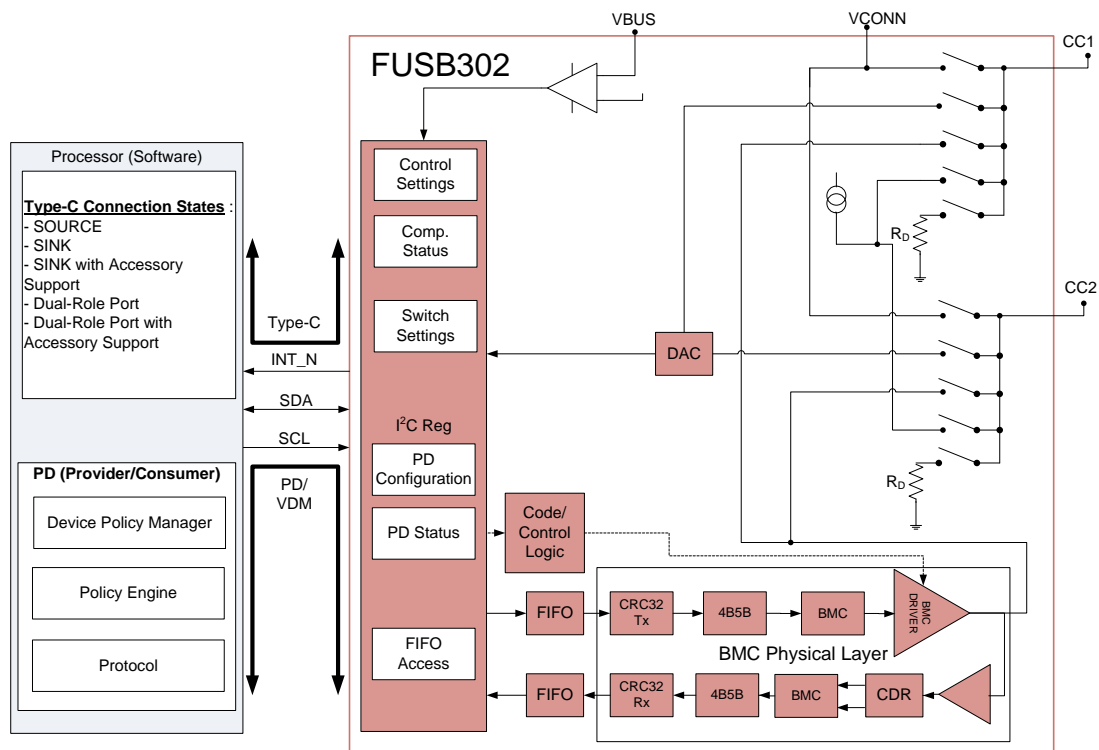 VBUS
VCONN
CC1
FUSB302
Processor (Software)
Type-C Connection States :
- SOURCE
- SINK
- SINK with Accessory
Support
- Dual-Role Port
- Dual-Role Port with
Accessory Support
Type-C
INT_N
SDA
SCL
PD (Provider/Consumer)
Device Policy Manager
Policy Engine
Protocol
PD/
VDM
Control
Settings
Comp.
Status
Switch
Settings
I²C Reg
PD
Configuration
PD Status
FIFO
Access
DAC
RD
CC2
RD
Code/
Control
Logic
FIFO
CRC32
Tx
4B5B
BMC
BMC
DRIVER
BMC Physical Layer
FIFO
CRC32
Rx
4B5B
BMC
CDR